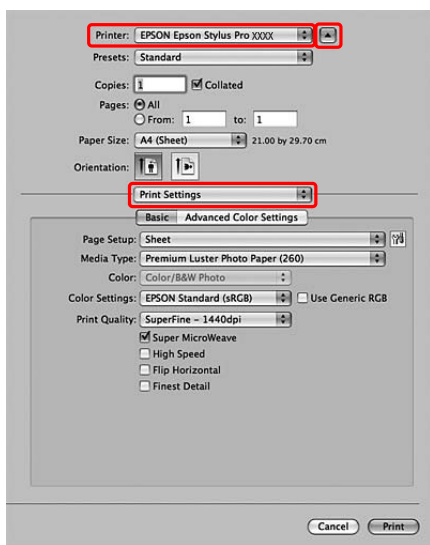 Printer: EPSON Epson Stylus Pro XXXX
Presets: Standard
Copies: 1 Collated
Pages: All
From: 1 to: 1
Paper Size: A4 (Sheet) 21.00 by 29.70 cm
Orientation:
Print Settings
Basic Advanced Color Settings
Page Setup: Sheet
Media Type: Premium Luster Photo Paper (260)
Color: Color/B&W Photo
Color Settings: EPSON Standard (sRGB) Use Generic RGB
Print Quality: SuperFine - 1440dpi
Super MicroWeave
High Speed
Flip Horizontal
Finest Detail
Cancel Print